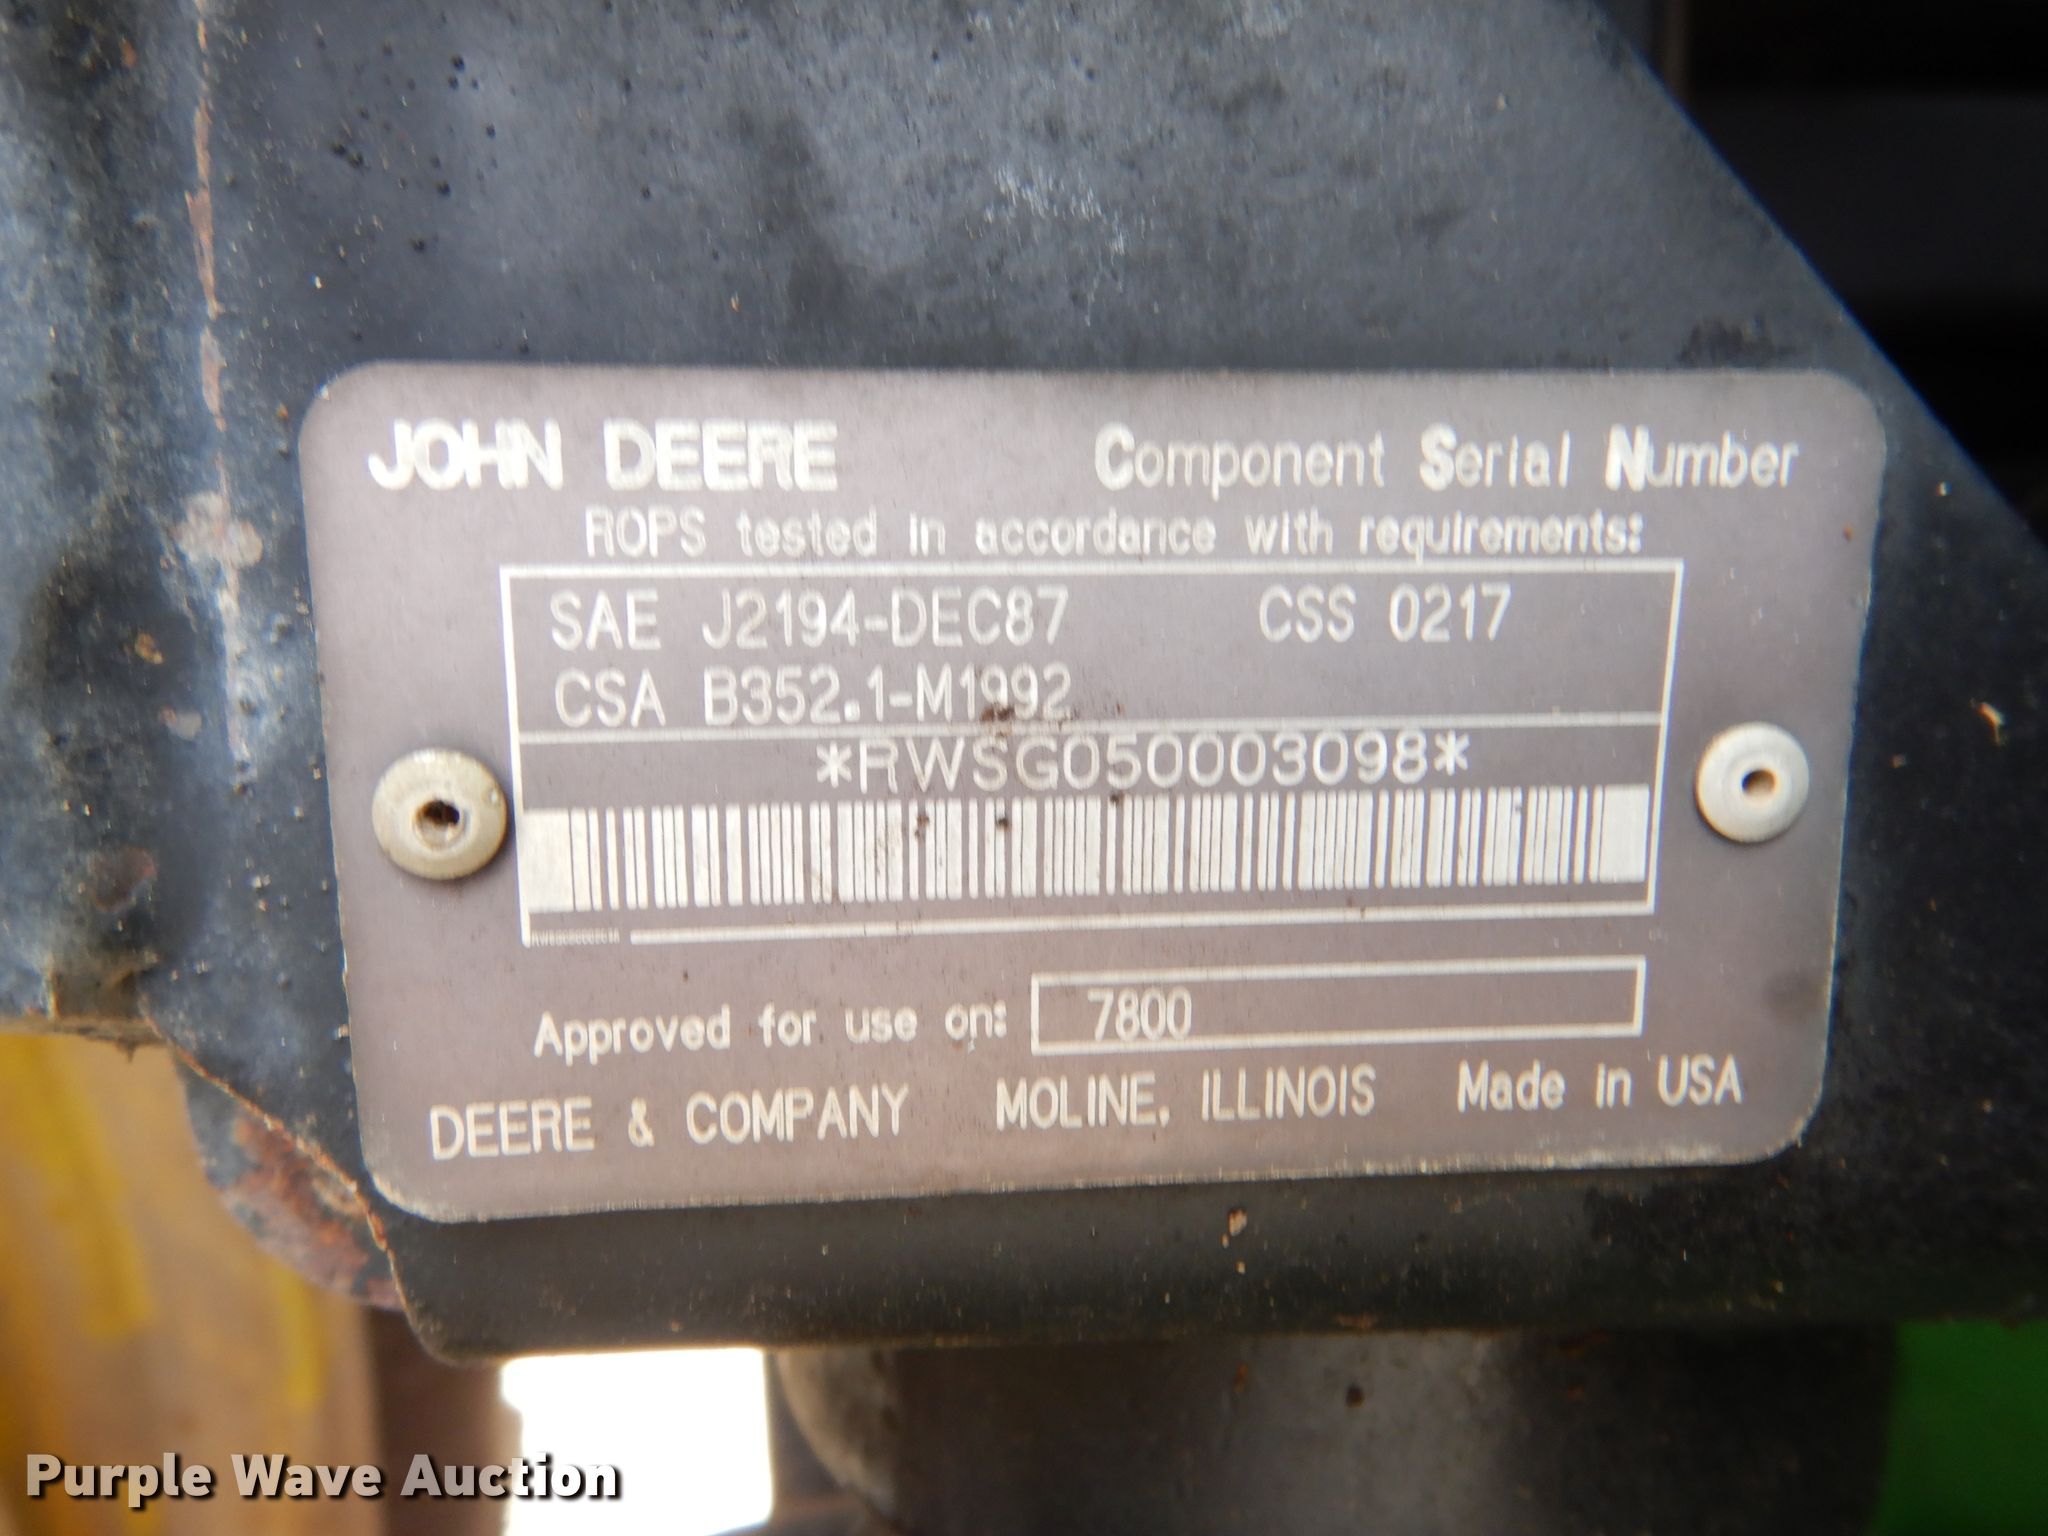 JOHN DEERE Component Serial Number
ROPS tested in accordance with requirements:
SAE J2194-DEC87 CSS 0217
CSA B352.1-M1992
*RWSG050003098*
Approved for use on: 7800
DEERE & COMPANY MOLINE, ILLINOIS Made in USA
Purple Wave Auction